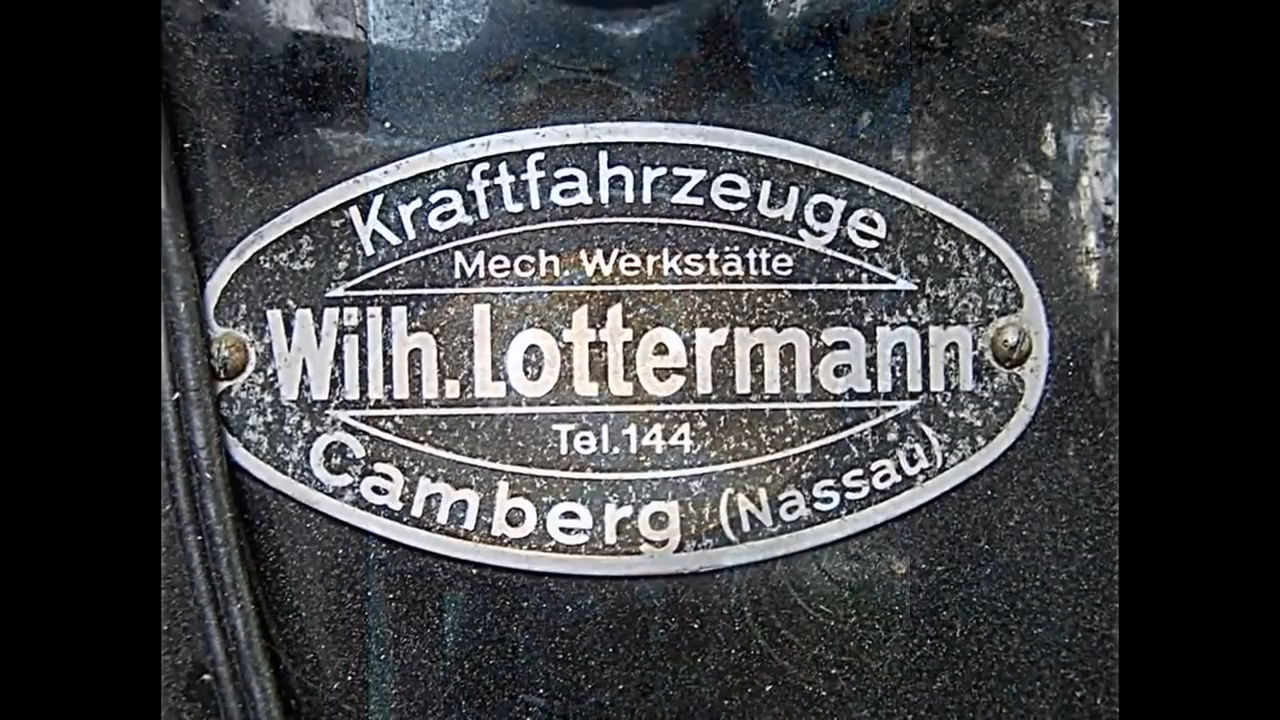 Kraftfahrzeuge
Mech. Werkstätte
Wilh. Lottermann
Tel. 144
Camberg (Nassau)